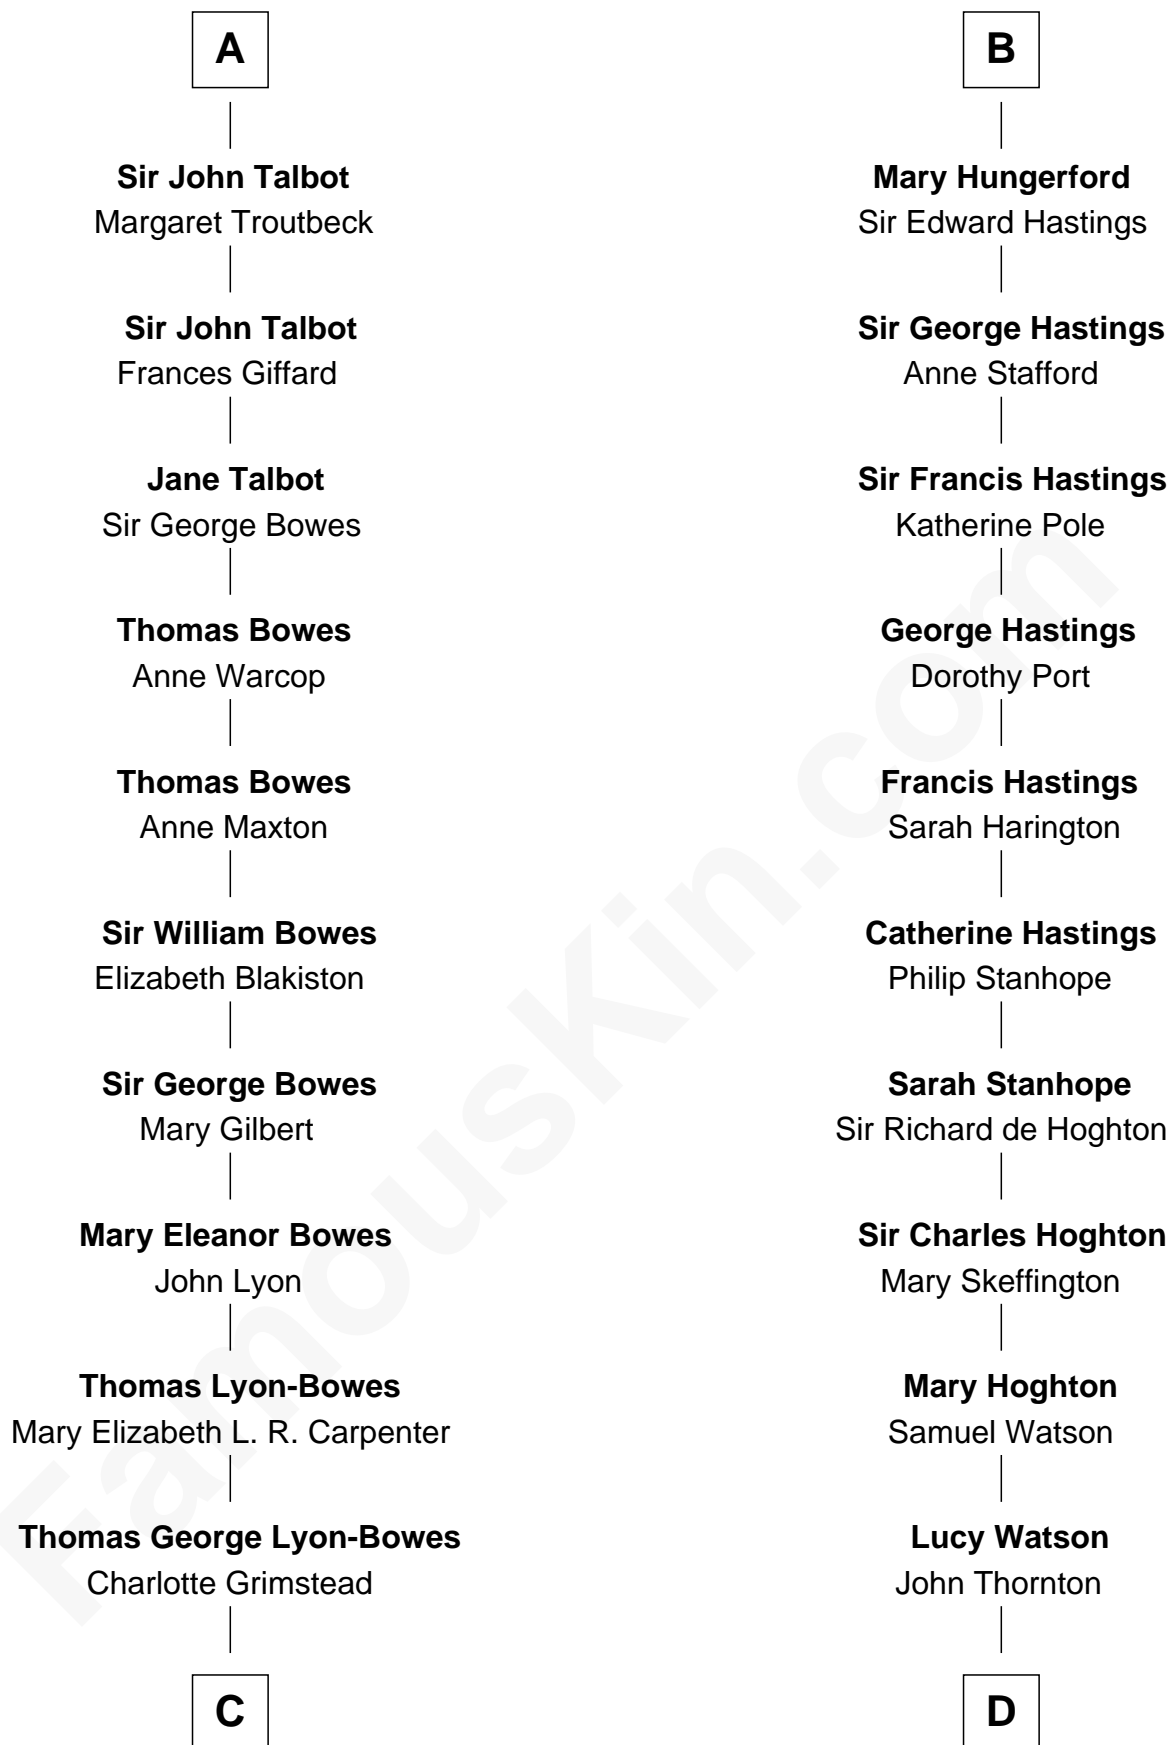 A
Sir John Talbot
Margaret Troutbeck
Sir John Talbot
Frances Giffard
Jane Talbot
Sir George Bowes
Thomas Bowes
Anne Warcop
Thomas Bowes
Anne Maxton
Sir William Bowes
Elizabeth Blakiston
Sir George Bowes
Mary Gilbert
Mary Eleanor Bowes
John Lyon
Thomas Lyon-Bowes
Mary Elizabeth L. R. Carpenter
Thomas George Lyon-Bowes
Charlotte Grimstead
C
B
Mary Hungerford
Sir Edward Hastings
Sir George Hastings
Anne Stafford
Sir Francis Hastings
Katherine Pole
George Hastings
Dorothy Port
Francis Hastings
Sarah Harington
Catherine Hastings
Philip Stanhope
Sarah Stanhope
Sir Richard de Hoghton
Sir Charles Hoghton
Mary Skeffington
Mary Hoghton
Samuel Watson
Lucy Watson
John Thornton
D
FamousKin.com